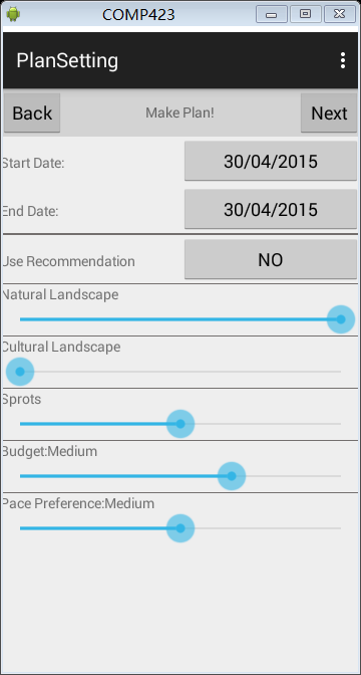 COMP423
PlanSetting
Back Make Plan! Next
Start Date: 30/04/2015
End Date: 30/04/2015
Use Recommendation NO
Natural Landscape
Cultural Landscape
Sprots
Budget:Medium
Pace Preference:Medium